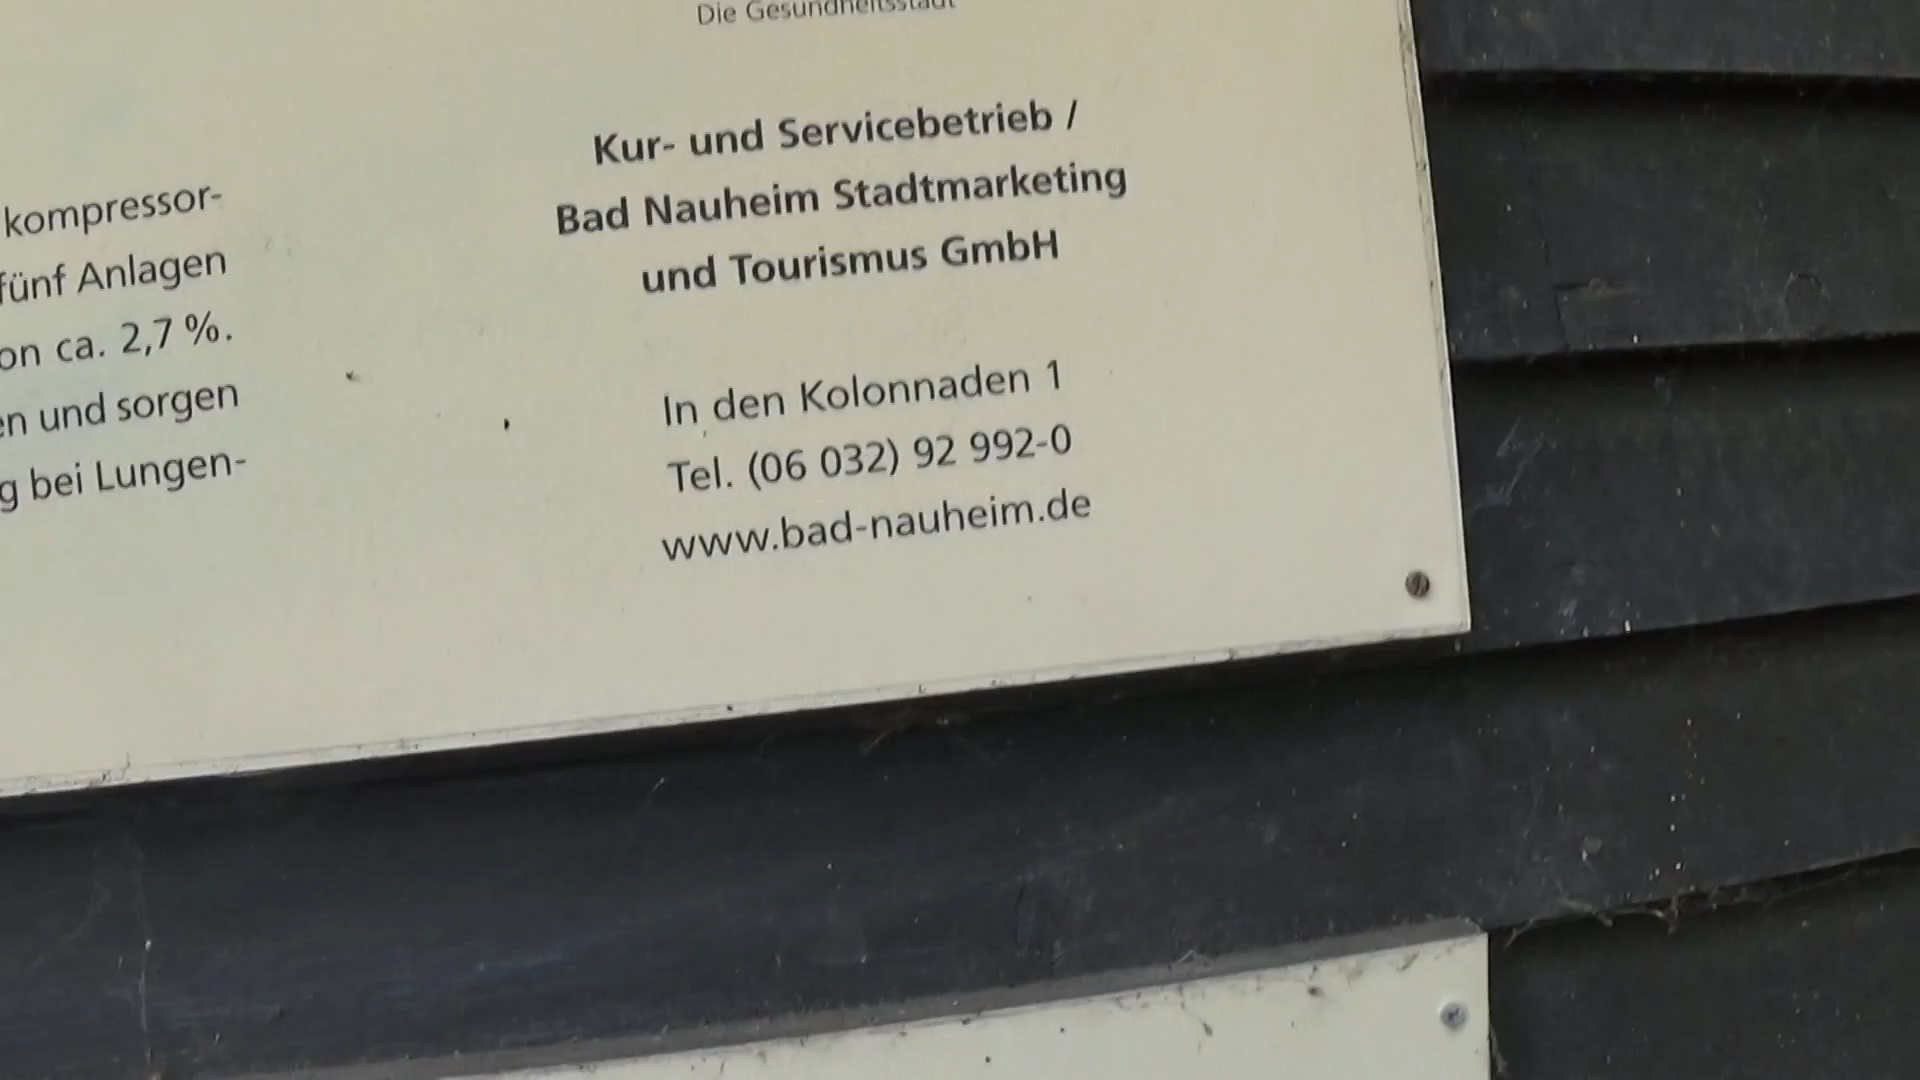 Die Gesundheitsstadt
Kur- und Servicebetrieb /
Bad Nauheim Stadtmarketing
und Tourismus GmbH
In den Kolonnaden 1
Tel. (06 032) 92 992-0
www.bad-nauheim.de
kompressor-
fünf Anlagen
on ca. 2,7 %.
en und sorgen
g bei Lungen-